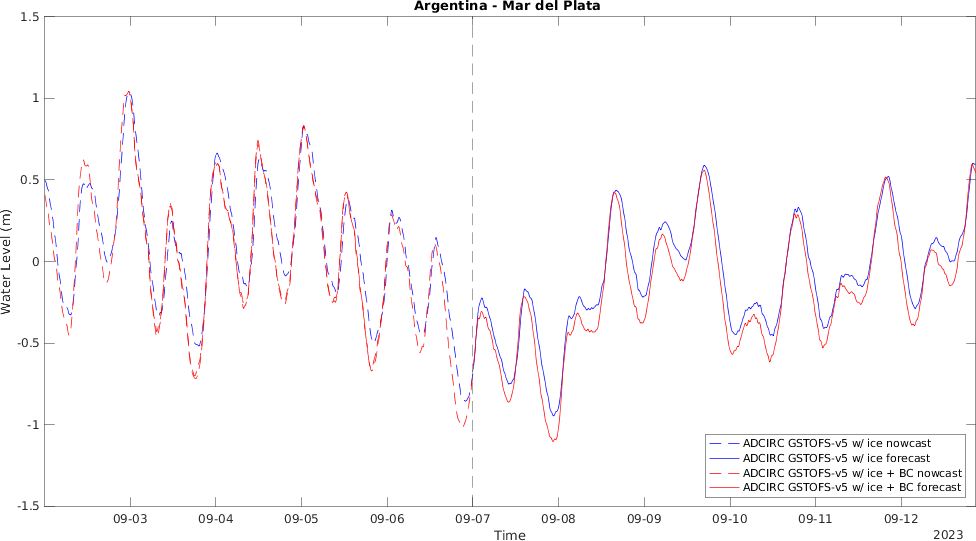 Argentina - Mar del Plata
1.5
1
0.5
0
-0.5
-1
-1.5
Water Level (m)
ADCIRC GSTOFS-v5 w/ ice nowcast
ADCIRC GSTOFS-v5 w/ ice forecast
ADCIRC GSTOFS-v5 w/ ice + BC nowcast
ADCIRC GSTOFS-v5 w/ ice + BC forecast
09-03 09-04 09-05 09-06 09-07 09-08 09-09 09-10 09-11 09-12
Time
2023